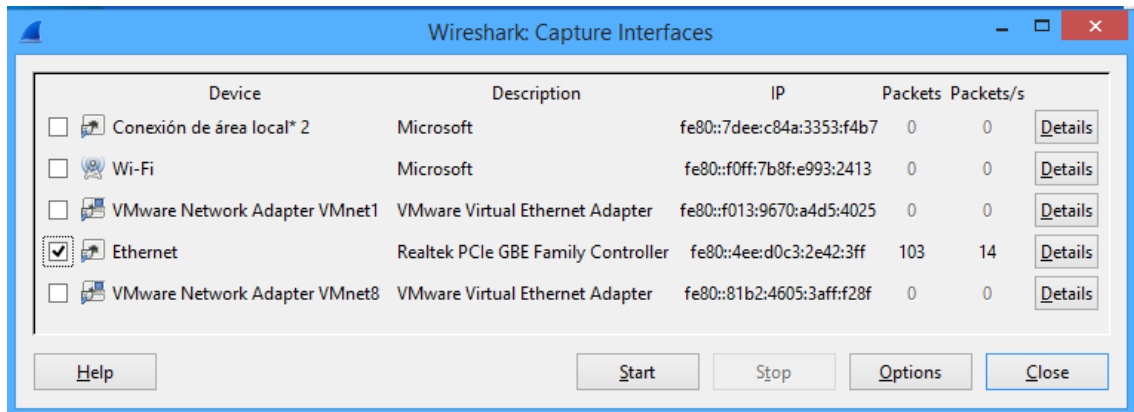 Wireshark: Capture Interfaces
Device Description IP Packets Packets/s
Conexión de área local* 2 Microsoft fe80::7dee:c84a:3353:f4b7 0 0 Details
Wi-Fi Microsoft fe80::f0ff:7b8f:e993:2413 0 0 Details
VMware Network Adapter VMnet1 VMware Virtual Ethernet Adapter fe80::f013:9670:a4d5:4025 0 0 Details
Ethernet Realtek PCIe GBE Family Controller fe80::4ee:d0c3:2e42:3ff 103 14 Details
VMware Network Adapter VMnet8 VMware Virtual Ethernet Adapter fe80::81b2:4605:3aff:f28f 0 0 Details
Help Start Stop Options Close